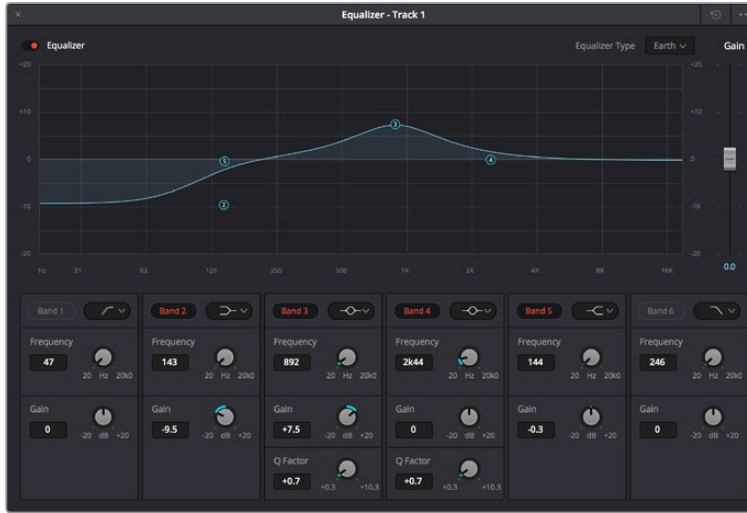 Equalizer - Track 1
Equalizer
Equalizer Type Earth Gain
+20 +20
+10 +10
0 0
-10 -10
-20 -20
Hz 31 62 125 250 500 1K 2K 4K 8K 16K
0.0
3
5
4
2
Band 1 Band 2 Band 3 Band 4 Band 5 Band 6
Frequency Frequency Frequency Frequency Frequency Frequency
47 143 892 2k44 144 246
20 Hz 20k0 20 Hz 20k0 20 Hz 20k0 20 Hz 20k0 20 Hz 20k0 20 Hz 20k0
Gain Gain Gain Gain Gain Gain
0 -9.5 +7.5 0 -0.3 0
-20 dB +20 -20 dB +20 -20 dB +20 -20 dB +20 -20 dB +20 -20 dB +20
Q Factor Q Factor
+0.7 +0.7
+0.3 +10.3 +0.3 +10.3